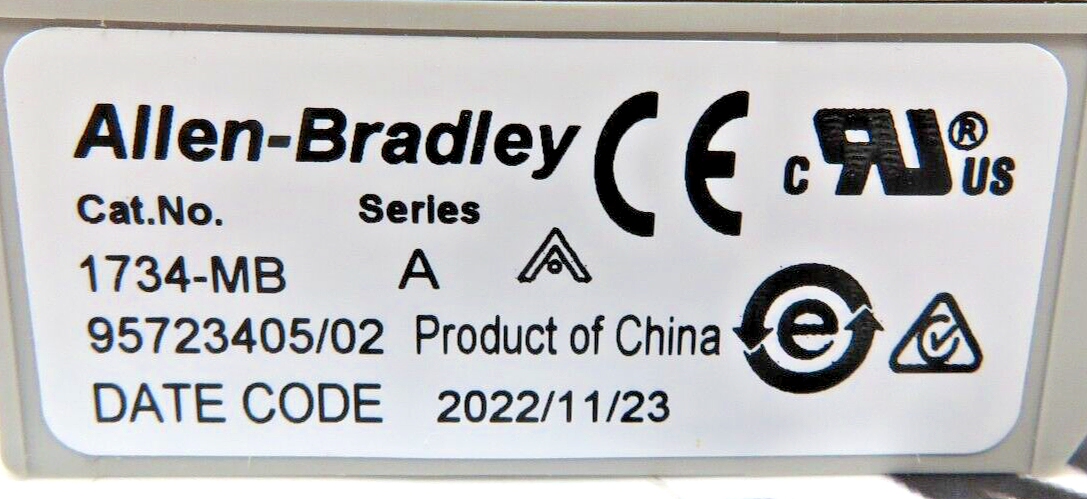 Allen-Bradley CE c RU ® US
Cat.No. Series
1734-MB A
95723405/02 Product of China e
DATE CODE 2022/11/23